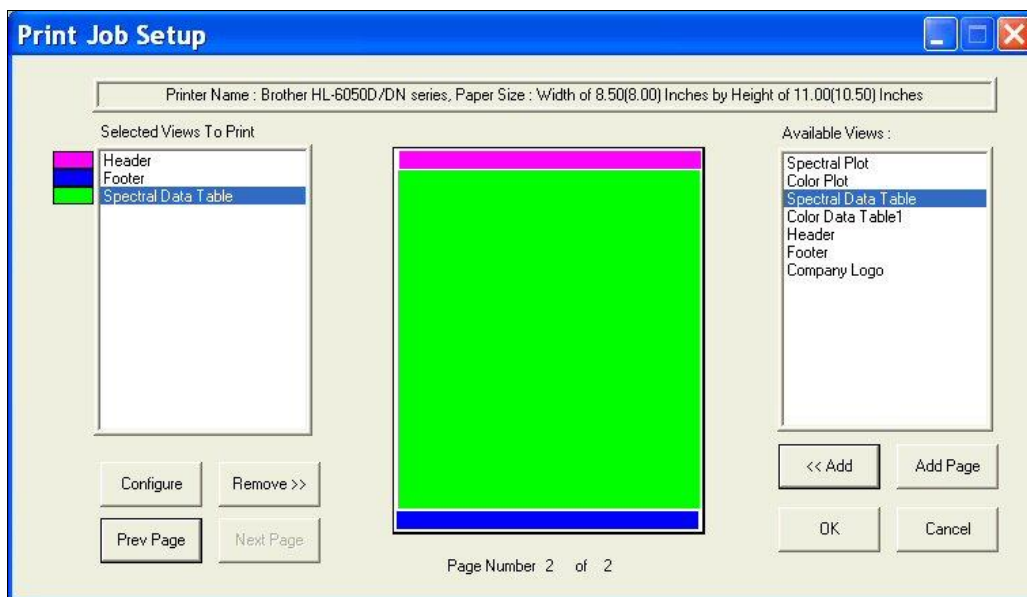 Print Job Setup
Printer Name : Brother HL-6050D/DN series, Paper Size : Width of 8.50(8.00) Inches by Height of 11.00(10.50) Inches
Selected Views To Print
Header
Footer
Spectral Data Table
Available Views :
Spectral Plot
Color Plot
Spectral Data Table
Color Data Table1
Header
Footer
Company Logo
Configure
Remove >>
Prev Page
Next Page
<< Add
Add Page
OK
Cancel
Page Number 2 of 2